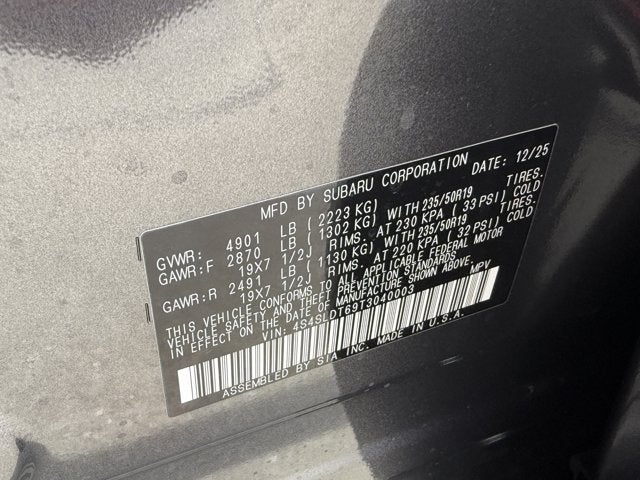 MFD BY SUBARU CORPORATION DATE: 12/25
GVWR: 4901 LB ( 2223 KG)
GAWR:F 2870 LB ( 1302 KG) WITH 235/50R19 TIRES.
19X7 1/2J RIMS. AT 230 KPA ( 33 PSI) COLD
GAWR:R 2491 LB ( 1130 KG) WITH 235/50R19 TIRES.
19X7 1/2J RIMS. AT 220 KPA ( 32 PSI) COLD
THIS VEHICLE CONFORMS TO ALL APPLICABLE FEDERAL MOTOR
VEHICLE SAFETY AND THEFT PREVENTION STANDARDS
IN EFFECT ON THE DATE OF MANUFACTURE SHOWN ABOVE.
VIN: 4S4SLDT69T3040003 MPV
ASSEMBLED BY SIA INC. MADE IN U.S.A.